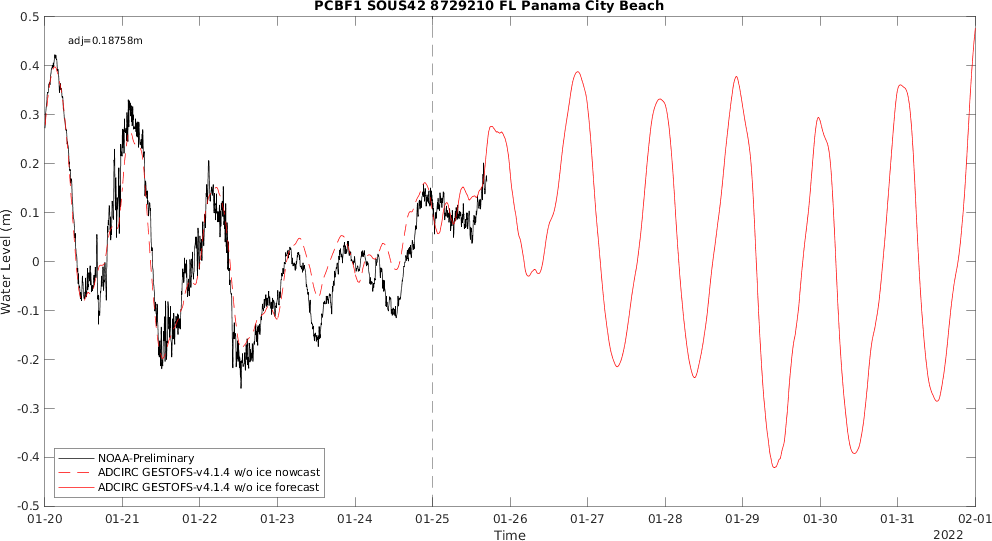 PCBF1 SOUS42 8729210 FL Panama City Beach
adj=0.18758m
0.5
0.4
0.3
0.2
0.1
0
-0.1
-0.2
-0.3
-0.4
-0.5
Water Level (m)
NOAA-Preliminary
ADCIRC GESTOFS-v4.1.4 w/o ice nowcast
ADCIRC GESTOFS-v4.1.4 w/o ice forecast
01-20 01-21 01-22 01-23 01-24 01-25 01-26 01-27 01-28 01-29 01-30 01-31 02-01
Time
2022